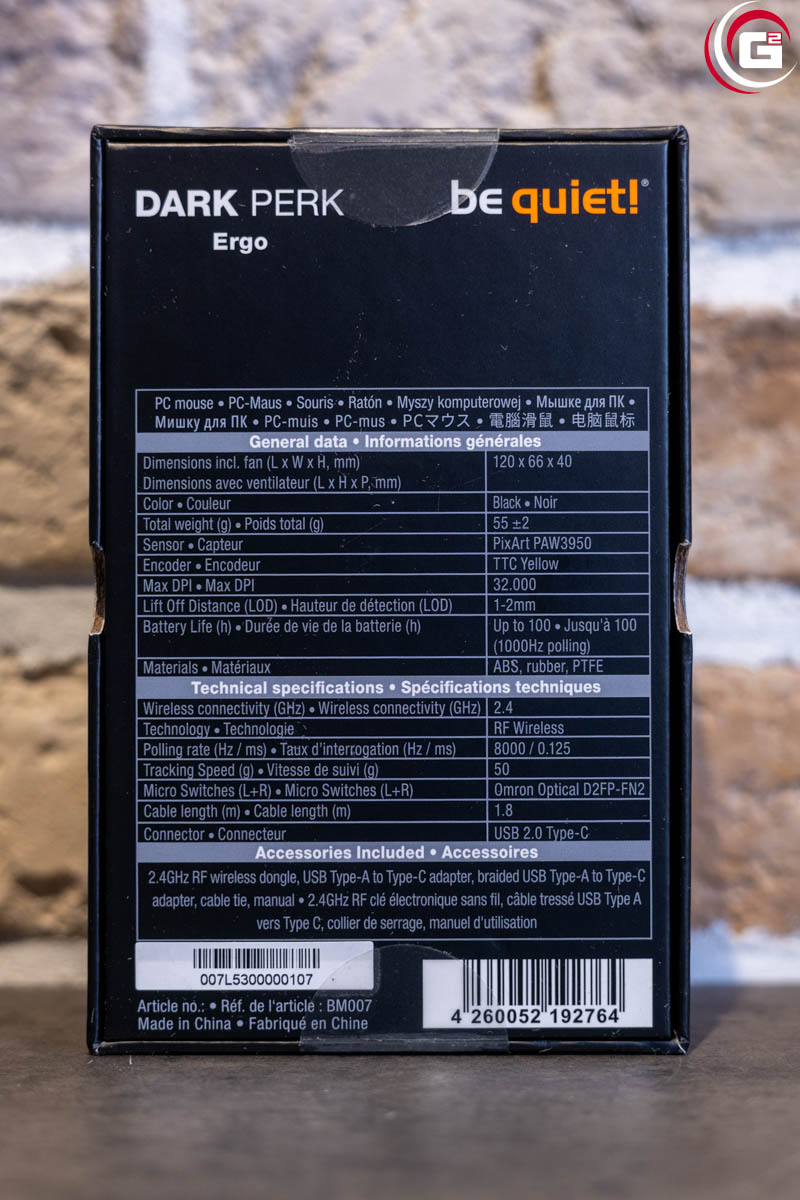 G2
DARK PERK be quiet!®
Ergo
PC mouse • PC-Maus • Souris • Ratón • Myszy komputerowej • Мышке для ПК •
Мишку для ПК • PC-muis • PC-mus • PCマウス • 電腦滑鼠 • 电脑鼠标
General data • Informations générales
Dimensions incl. fan (L x W x H, mm) 120 x 66 x 40
Dimensions avec ventilateur (L x H x P, mm)
Color • Couleur Black • Noir
Total weight (g) • Poids total (g) 55 ±2
Sensor • Capteur PixArt PAW3950
Encoder • Encodeur TTC Yellow
Max DPI • Max DPI 32.000
Lift Off Distance (LOD) • Hauteur de détection (LOD) 1-2mm
Battery Life (h) • Durée de vie de la batterie (h) Up to 100 • Jusqu'à 100
(1000Hz polling)
Materials • Matériaux ABS, rubber, PTFE
Technical specifications • Spécifications techniques
Wireless connectivity (GHz) • Wireless connectivity (GHz) 2.4
Technology • Technologie RF Wireless
Polling rate (Hz / ms) • Taux d'interrogation (Hz / ms) 8000 / 0.125
Tracking Speed (g) • Vitesse de suivi (g) 50
Micro Switches (L+R) • Micro Switches (L+R) Omron Optical D2FP-FN2
Cable length (m) • Cable length (m) 1.8
Connector • Connecteur USB 2.0 Type-C
Accessories Included • Accessoires
2.4GHz RF wireless dongle, USB Type-A to Type-C adapter, braided USB Type-A to Type-C
adapter, cable tie, manual • 2.4GHz RF clé électronique sans fil, câble tressé USB Type A
vers Type C, collier de serrage, manuel d'utilisation
007L5300000107
Article no.: • Réf. de l'article : BM007
Made in China • Fabriqué en Chine
4 260052 192764